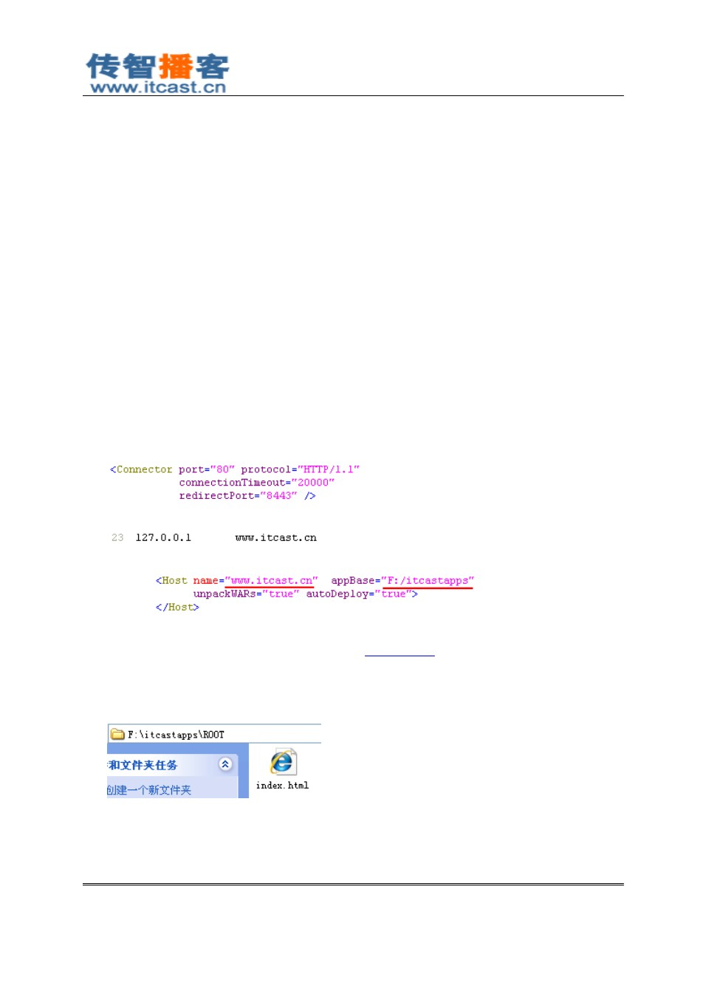 传智播客
www.itcast.cn
<Connector port="80" protocol="HTTP/1.1"
connectionTimeout="20000"
redirectPort="8443" />
23 127.0.0.1 www.itcast.cn
<Host name="www.itcast.cn" appBase="F:/itcastapps"
unpackWARs="true" autoDeploy="true">
</Host>
F:\itcastapps\ROOT
和文件夹任务
创建一个新文件夹
index.html